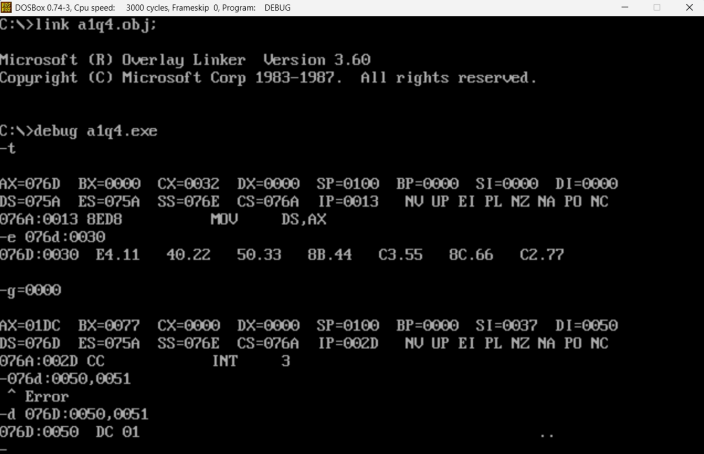 DOSBox 0.74-3, Cpu speed: 3000 cycles, Frameskip 0, Program: DEBUG
C:\>link a1q4.obj;
Microsoft (R) Overlay Linker Version 3.60
Copyright (C) Microsoft Corp 1983-1987. All rights reserved.
C:\>debug a1q4.exe
-t
AX=076D BX=0000 CX=0032 DX=0000 SP=0100 BP=0000 SI=0000 DI=0000
DS=075A ES=075A SS=076E CS=076A IP=0013 NV UP EI PL NZ NA PO NC
076A:0013 8ED8 MOV DS,AX
-e 076d:0030
076D:0030 E4.11 40.22 50.33 8B.44 C3.55 8C.66 C2.77
-g=0000
AX=01DC BX=0077 CX=0000 DX=0000 SP=0100 BP=0000 SI=0037 DI=0050
DS=076D ES=075A SS=076E CS=076A IP=002D NV UP EI PL NZ NA PO NC
076A:002D CC INT 3
-076d:0050,0051
^ Error
-d 076D:0050,0051
076D:0050 DC 01 ..
-